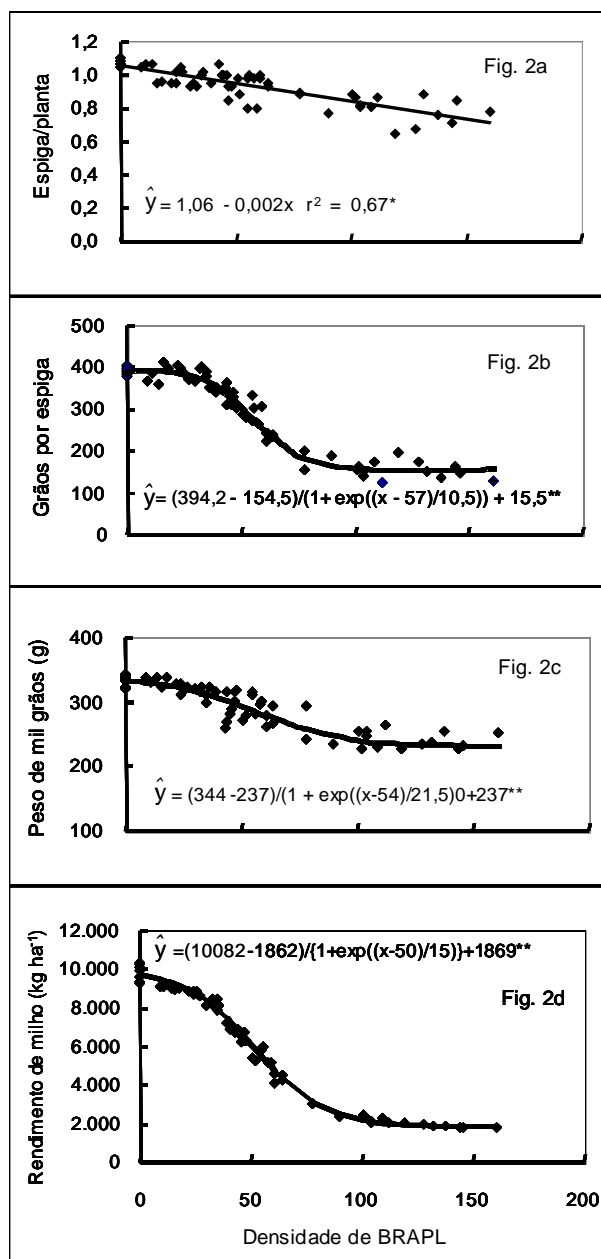 Fig. 2a
1,2
1,0
0,8
0,6
0,4
0,2
0,0
Espiga/planta
ŷ = 1,06 - 0,002x r² = 0,67*
Fig. 2b
500
400
300
200
100
0
Grãos por espiga
ŷ= (394,2 - 154,5)/(1+ exp((x - 57)/10,5)) + 15,5**
Fig. 2c
400
300
200
100
Peso de mil grãos (g)
ŷ = (344 -237)/(1 + exp((x-54)/21,5)0+237**
ŷ =(10082-1862)/{1+exp((x-50)/15)}+1869**
Fig. 2d
12.000
10.000
8.000
6.000
4.000
2.000
0
Rendimento de milho (kg ha⁻¹)
0 50 100 150 200
Densidade de BRAPL